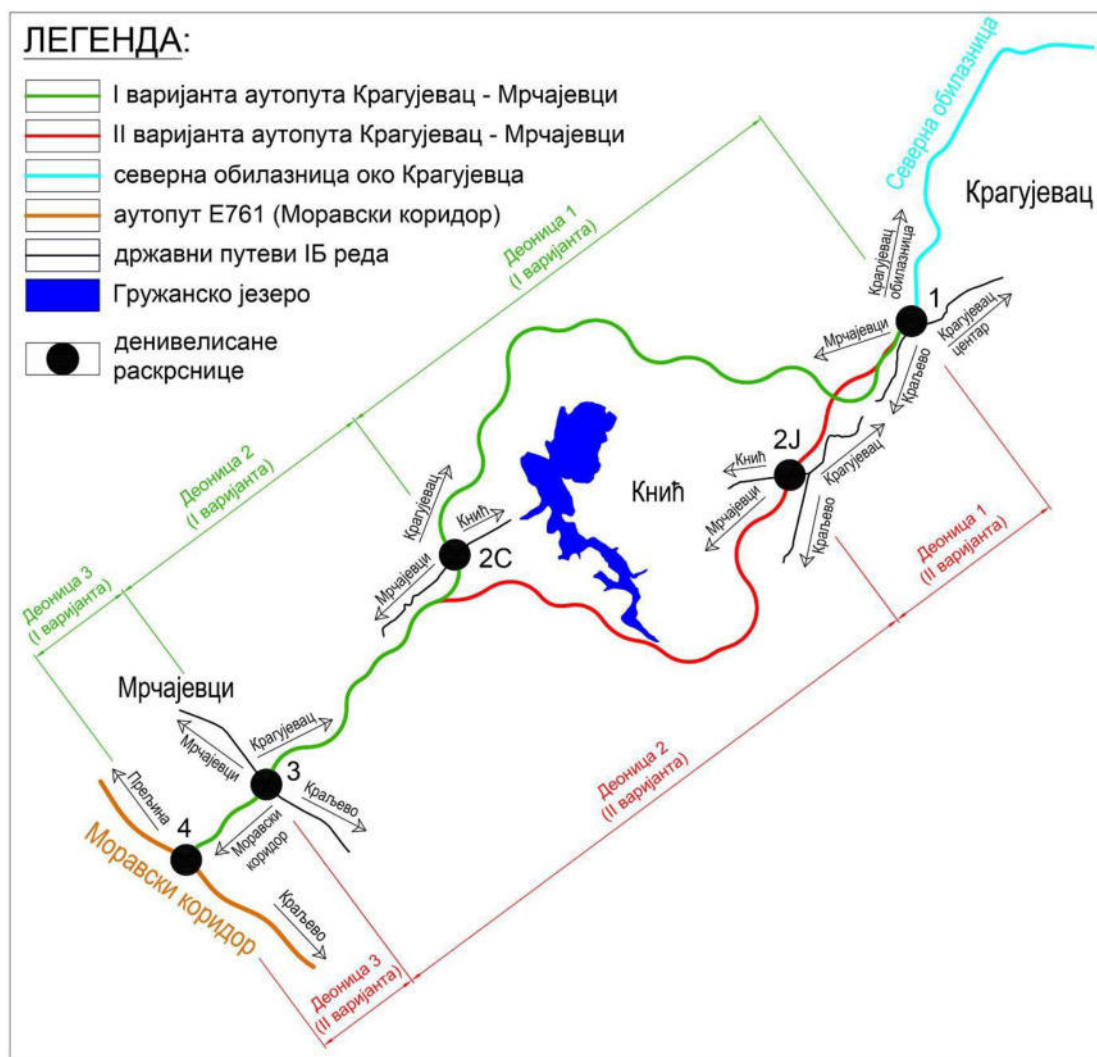 ЛЕГЕНДА:
I варијанта аутопута Крагујевац - Мрчајевци
II варијанта аутопута Крагујевац - Мрчајевци
северна обилазница око Крагујевца
аутопут Е761 (Моравски коридор)
државни путеви IБ реда
Гружанско језеро
денивелисане
раскрснице
Северна обилазница
Крагујевац
Деоница 1
(I варијанта)
Крагујевац
обилазница
1
Мрчајевци
Крагујевац
центар
Краљево
2Ј
Кнић
Крагујевац
Мрчајевци
Краљево
Кнић
Деоница 2
(I варијанта)
Крагујевац
Кнић
2С
Мрчајевци
Деоница 1
(II варијанта)
Деоница 3
(I варијанта)
Мрчајевци
Крагујевац
Мрчајевци
3
Краљево
Моравски
коридор
Прељина
4
Моравски коридор
Краљево
Деоница 2
(II варијанта)
Деоница 3
(II варијанта)